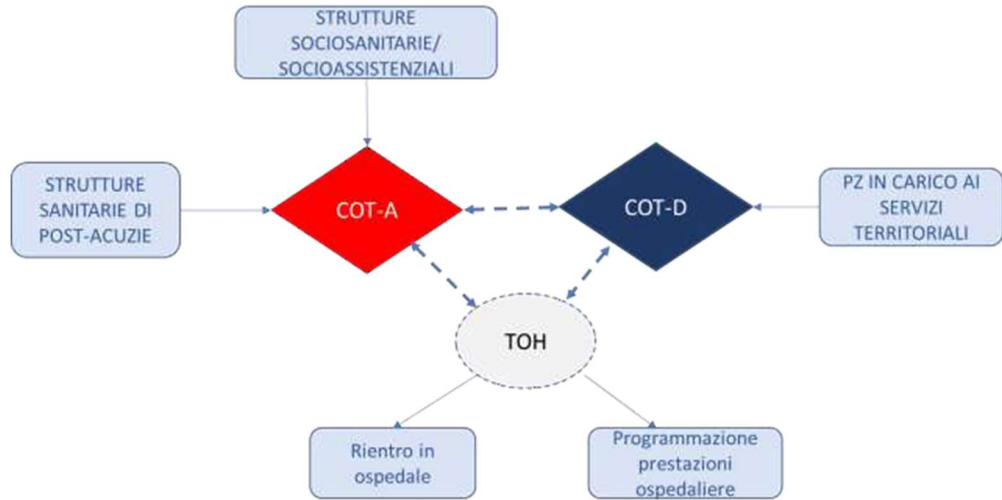 STRUTTURE
SOCIOSANITARIE/
SOCIOASSISTENZIALI
STRUTTURE
SANITARIE DI
POST-ACUZIE
COT-A
COT-D
PZ IN CARICO AI
SERVIZI
TERRITORIALI
TOH
Rientro in
ospedale
Programmazione
prestazioni
ospedaliere